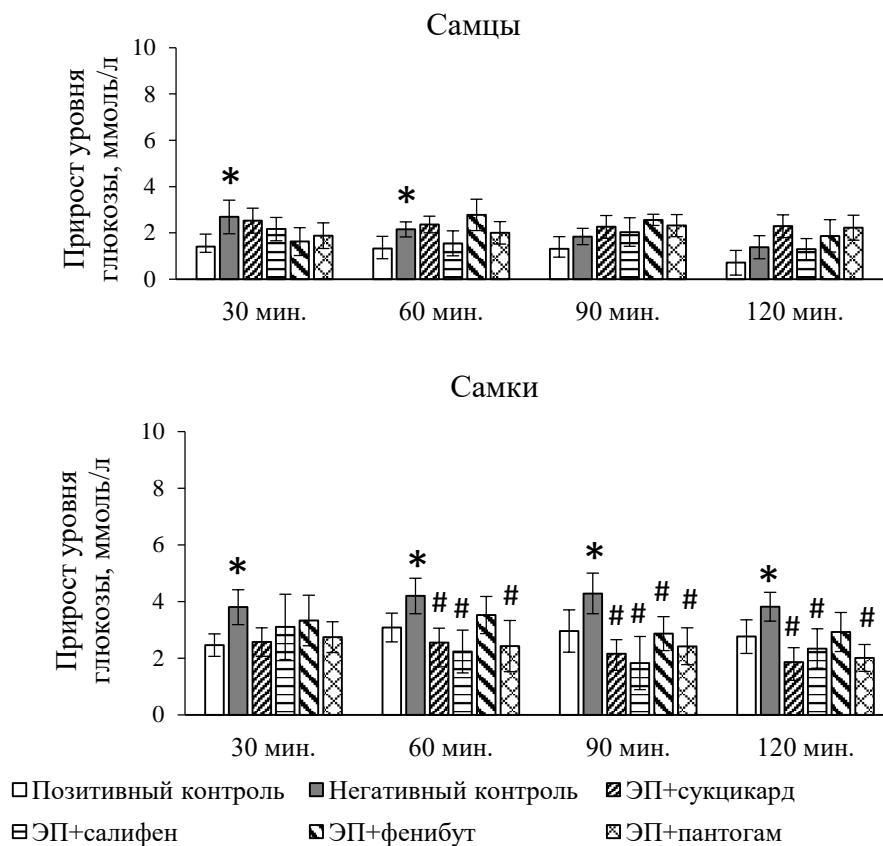 Самцы
Прирост уровня
глюкозы, ммоль/л
10
8
6
4
2
0
*
*
30 мин. 60 мин. 90 мин. 120 мин.
Самки
Прирост уровня
глюкозы, ммоль/л
10
8
6
4
2
0
* * * *
# # # # # # # # # #
30 мин. 60 мин. 90 мин. 120 мин.
Позитивный контроль Негативный контроль ЭП+сукцикард
ЭП+салифен ЭП+фенибут ЭП+пантогам